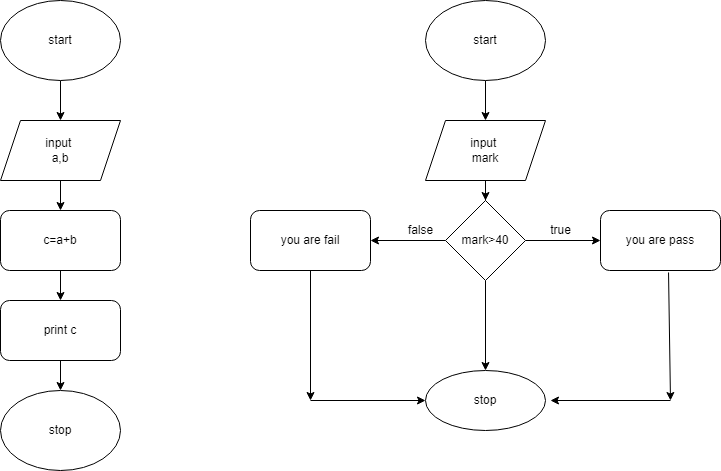 start
input
a,b
c=a+b
print c
stop
start
input
mark
mark>40
false
you are fail
true
you are pass
stop